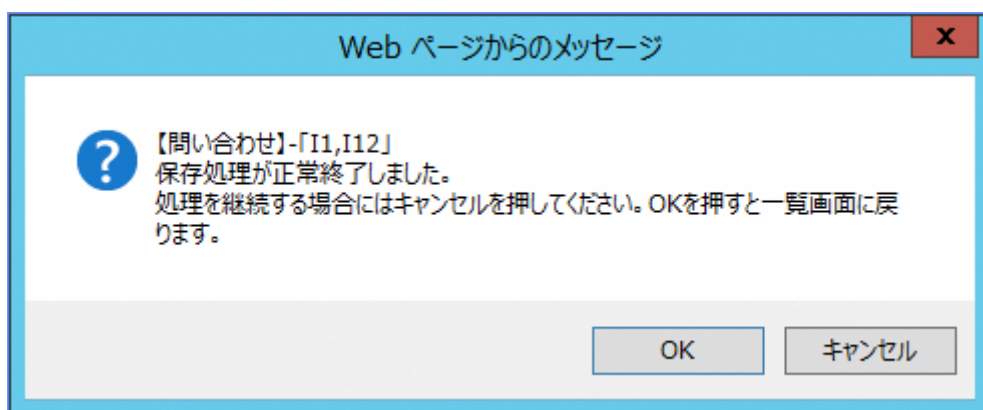 Web ページからのメッセージ
x
?
【問い合わせ】-「I1,I12」
保存処理が正常終了しました。
処理を継続する場合にはキャンセルを押してください。OKを押すと一覧画面に戻
ります。
OK
キャンセル